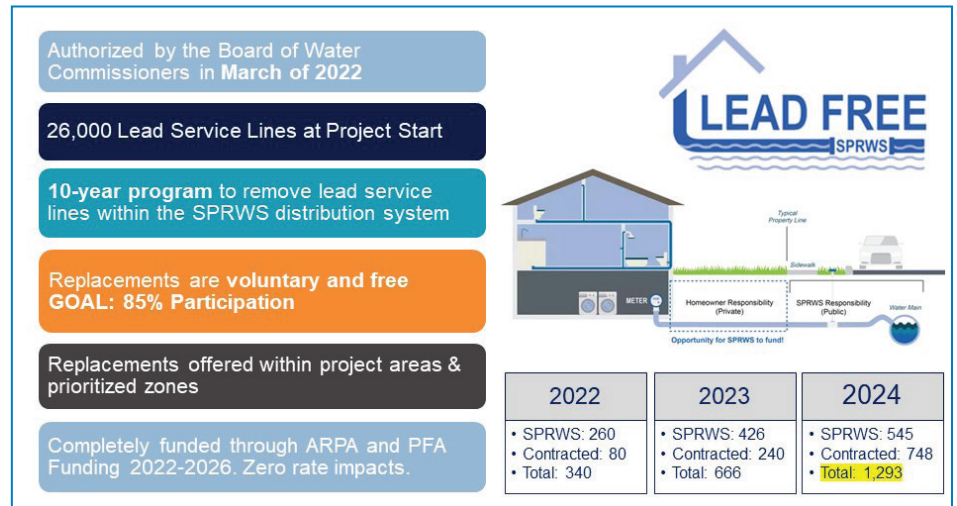 Authorized by the Board of Water
Commissioners in March of 2022
26,000 Lead Service Lines at Project Start
10-year program to remove lead service
lines within the SPRWS distribution system
Replacements are voluntary and free
GOAL: 85% Participation
Replacements offered within project areas &
prioritized zones
Completely funded through ARPA and PFA
Funding 2022-2026. Zero rate impacts.
LEAD FREE
SPRWS
Typical
Property Line
Sidewalk
METER
Homeowner Responsibility
(Private)
SPRWS Responsibility
(Public)
Water Main
Opportunity for SPRWS to fund!
2022
• SPRWS: 260
• Contracted: 80
• Total: 340
2023
• SPRWS: 426
• Contracted: 240
• Total: 666
2024
• SPRWS: 545
• Contracted: 748
• Total: 1,293